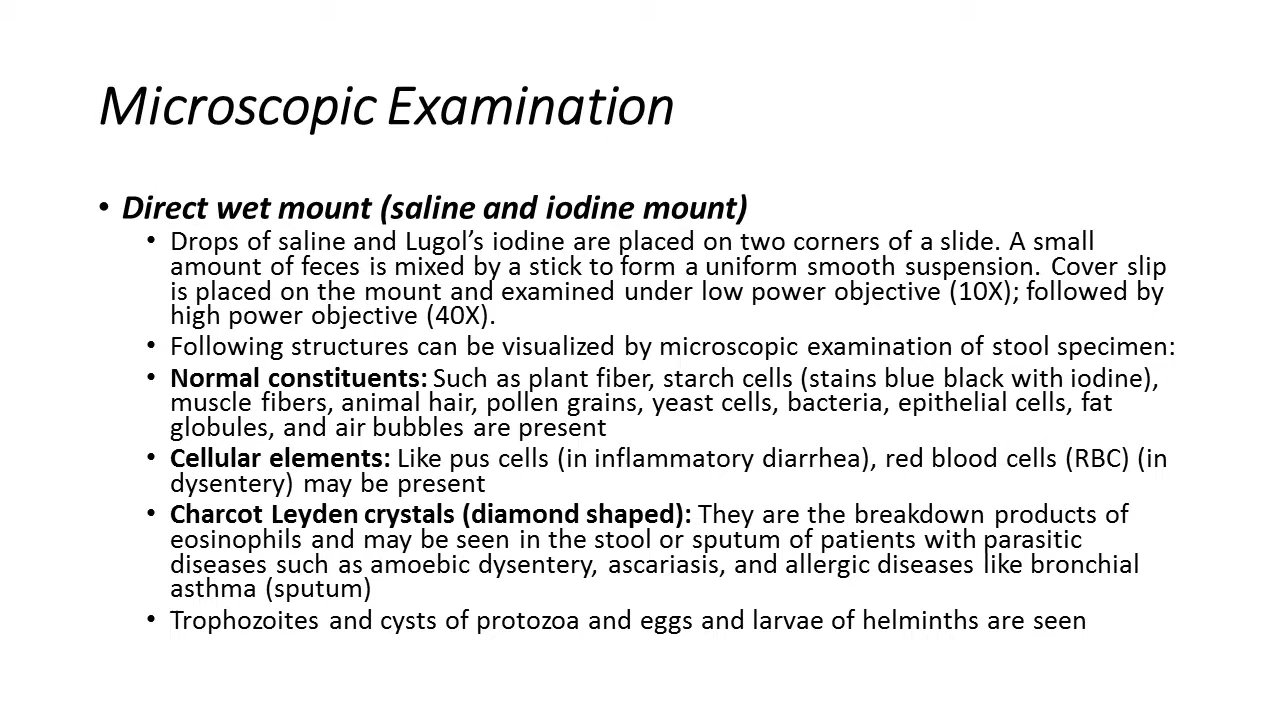 Microscopic Examination
• Direct wet mount (saline and iodine mount)
• Drops of saline and Lugol’s iodine are placed on two corners of a slide. A small
amount of feces is mixed by a stick to form a uniform smooth suspension. Cover slip
is placed on the mount and examined under low power objective (10X); followed by
high power objective (40X).
• Following structures can be visualized by microscopic examination of stool specimen:
• Normal constituents: Such as plant fiber, starch cells (stains blue black with iodine),
muscle fibers, animal hair, pollen grains, yeast cells, bacteria, epithelial cells, fat
globules, and air bubbles are present
• Cellular elements: Like pus cells (in inflammatory diarrhea), red blood cells (RBC) (in
dysentery) may be present
• Charcot Leyden crystals (diamond shaped): They are the breakdown products of
eosinophils and may be seen in the stool or sputum of patients with parasitic
diseases such as amoebic dysentery, ascariasis, and allergic diseases like bronchial
asthma (sputum)
• Trophozoites and cysts of protozoa and eggs and larvae of helminths are seen